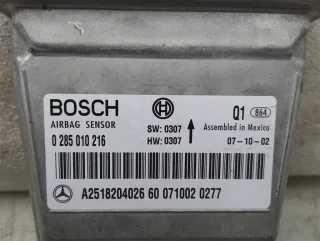 BOSCH Q1 864
AIRBAG SENSOR SW: 0307 Assembled in Mexico
0 285 010 216 HW: 0307 07-10-02
A2518204026 60 071002 0277